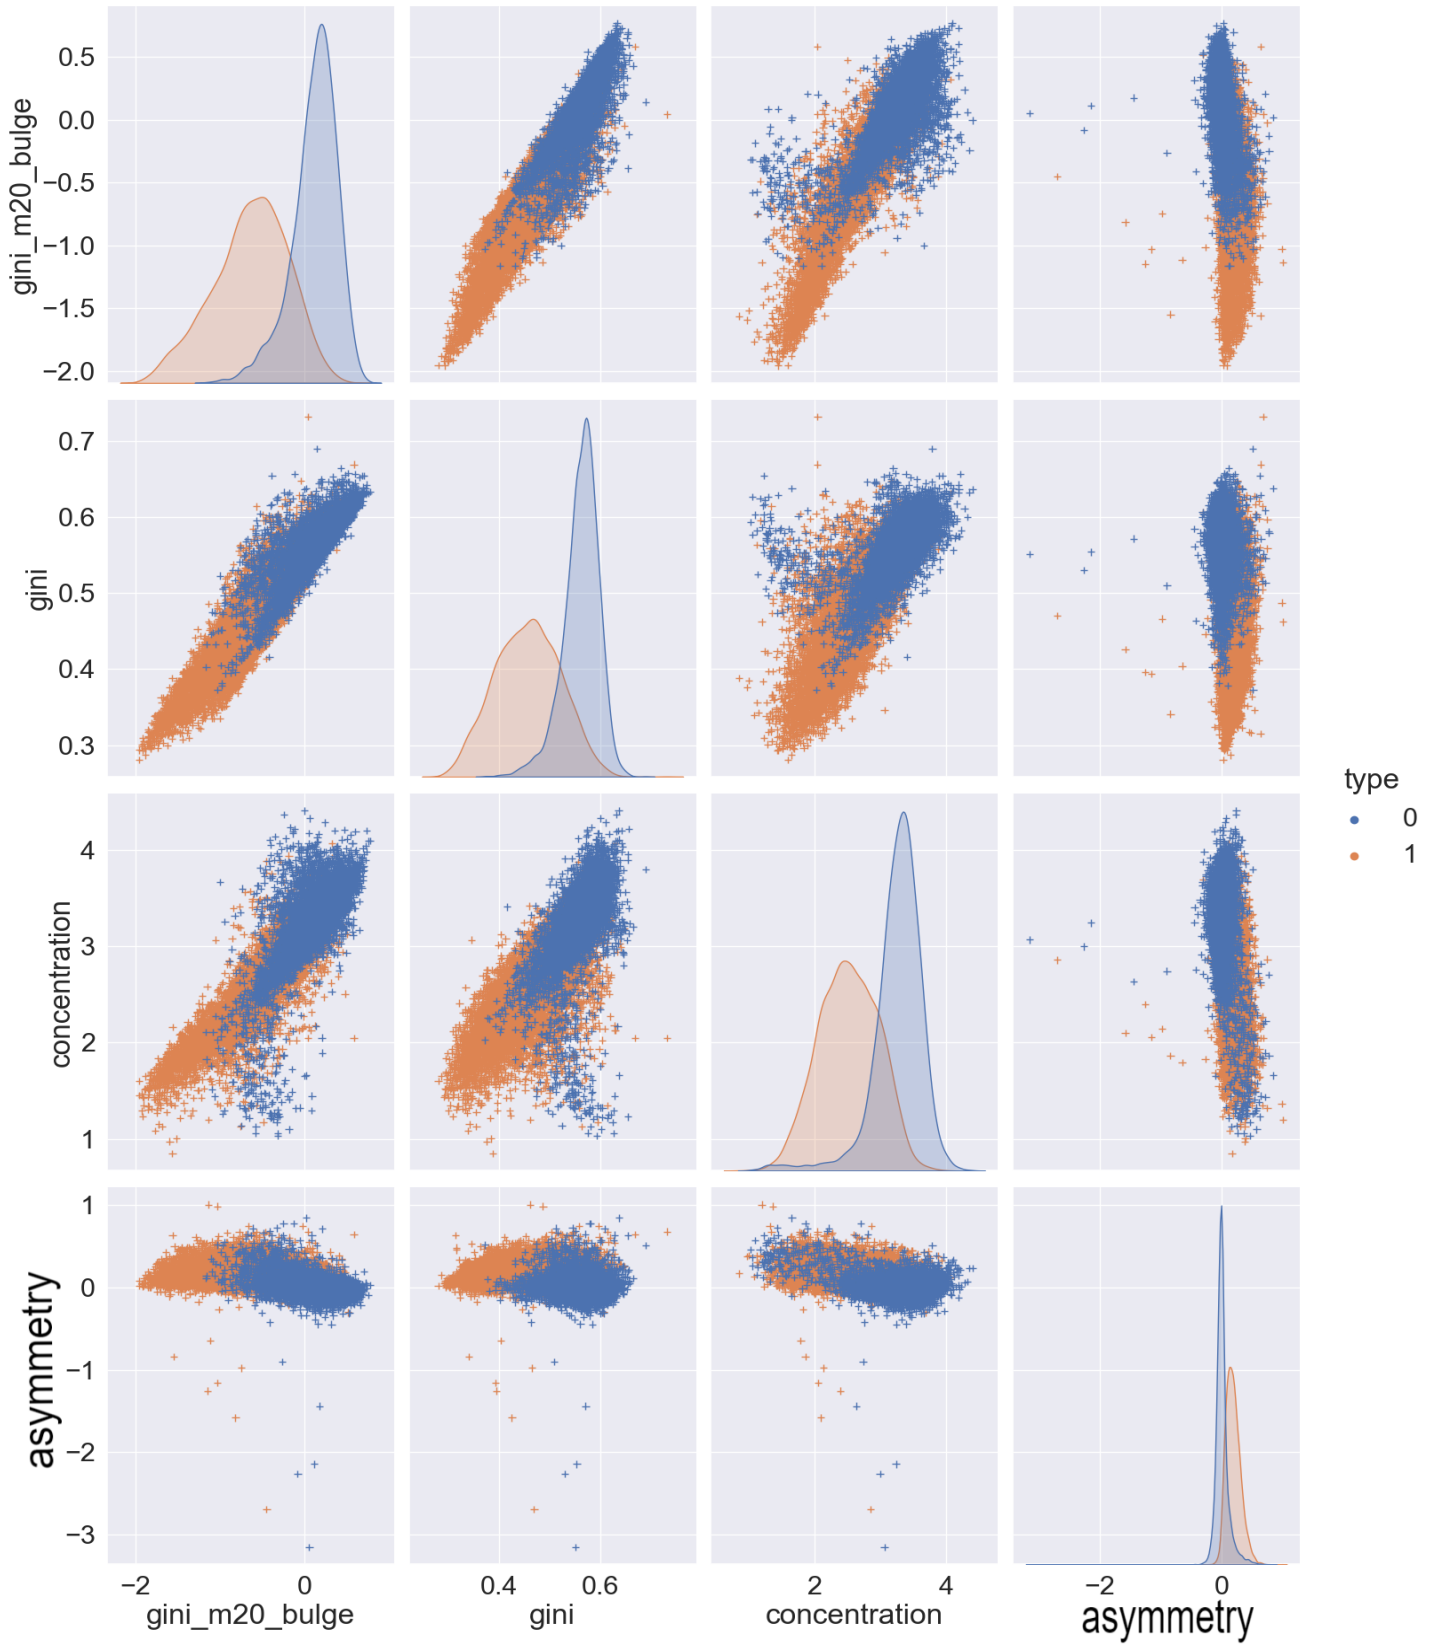 gini_m20_bulge
0.5
0.0
−0.5
−1.0
−1.5
−2.0
gini
0.7
0.6
0.5
0.4
0.3
concentration
4
3
2
1
asymmetry
1
0
−1
−2
−3
−2 0
0.4 0.6
2 4
−2 0
gini_m20_bulge
gini
concentration
asymmetry
type
0
1